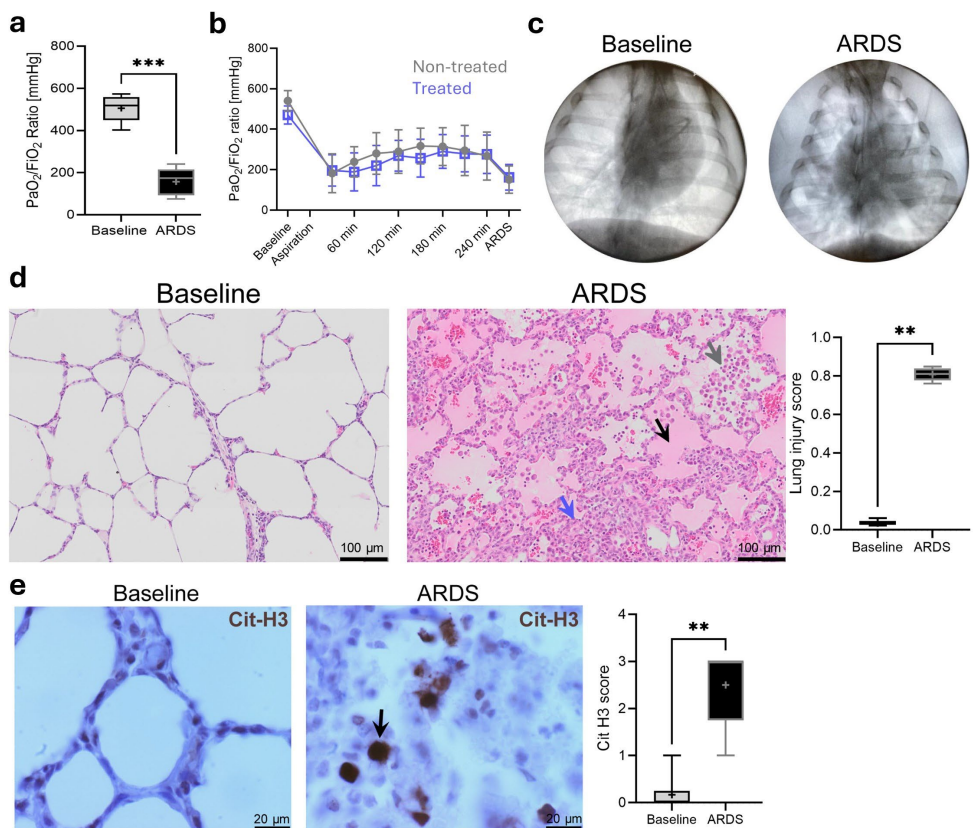 a
PaO2/FiO2 Ratio [mmHg]
800
600
400
200
0
***
Baseline
ARDS
b
PaO2/FiO2 ratio [mmHg]
800
600
400
200
0
Non-treated
Treated
Baseline
Aspiration
60 min
120 min
180 min
240 min
ARDS
c
Baseline
ARDS
d
Baseline
100 µm
ARDS
100 µm
Lung injury score
1.0
0.8
0.6
0.4
0.2
0.0
**
Baseline
ARDS
e
Baseline
Cit-H3
20 µm
ARDS
Cit-H3
20 µm
Cit H3 score
4
3
2
1
0
**
Baseline
ARDS